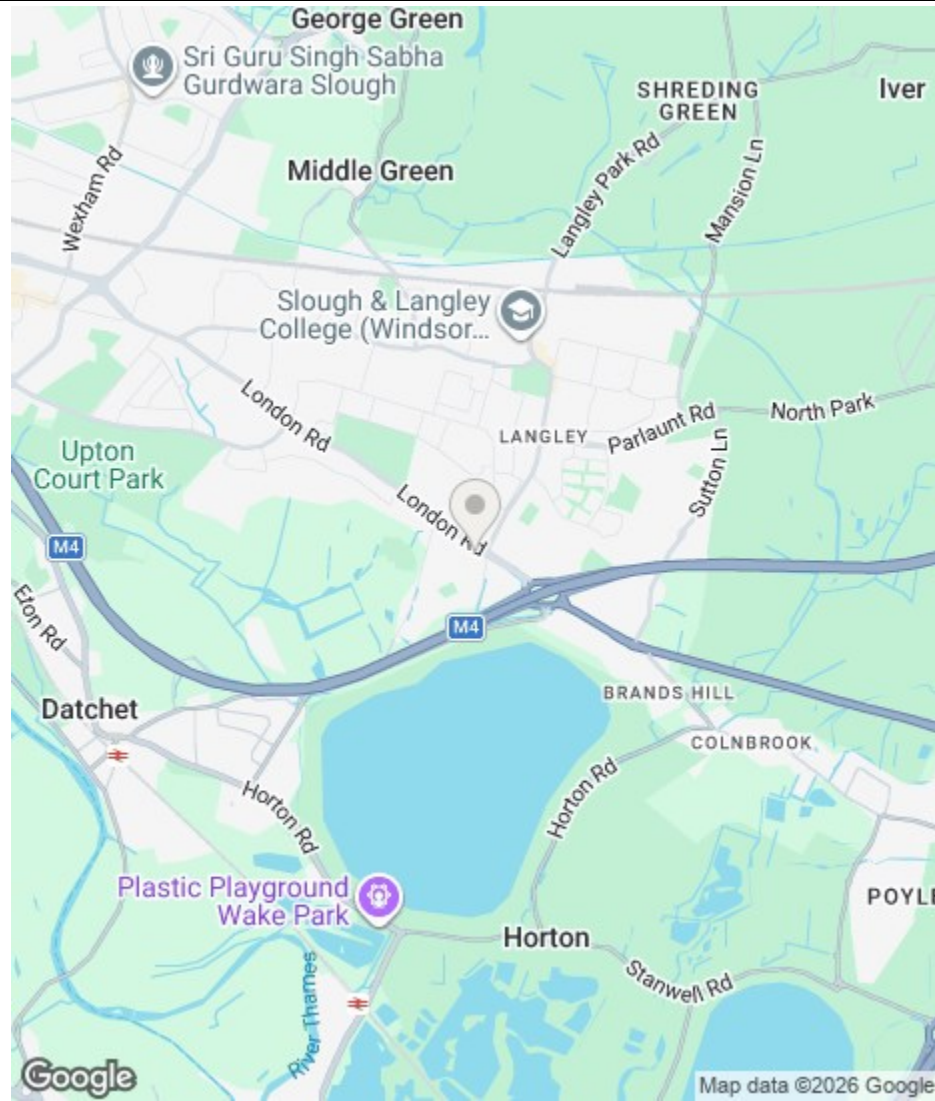 George Green
Sri Guru Singh Sabha
Gurdwara Slough
SHREDING
GREEN
Iver
Middle Green
Wexham Rd
Langley Park Rd
Mansion Ln
Slough & Langley
College (Windsor...
London Rd
LANGLEY
Parlaunt Rd
North Park
Upton
Court Park
Sutton Ln
London Rd
M4
Eton Rd
M4
BRANDS HILL
Datchet
COLNBROOK
Horton Rd
Horton Rd
Plastic Playground
Wake Park
POYLE
Horton
Stanwell Rd
River Thames
Google
Map data ©2026 Google